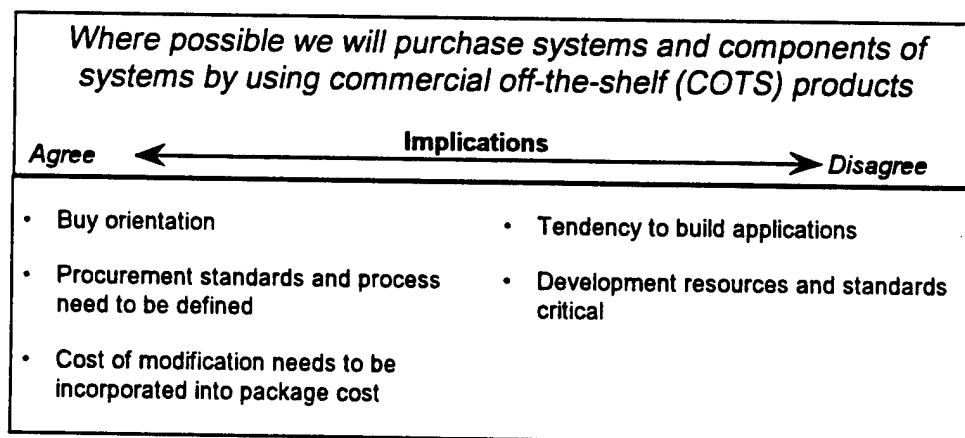 Where possible we will purchase systems and components of
systems by using commercial off-the-shelf (COTS) products
Implications
Agree
Disagree
• Buy orientation
• Procurement standards and process
need to be defined
• Cost of modification needs to be
incorporated into package cost
• Tendency to build applications
• Development resources and standards
critical